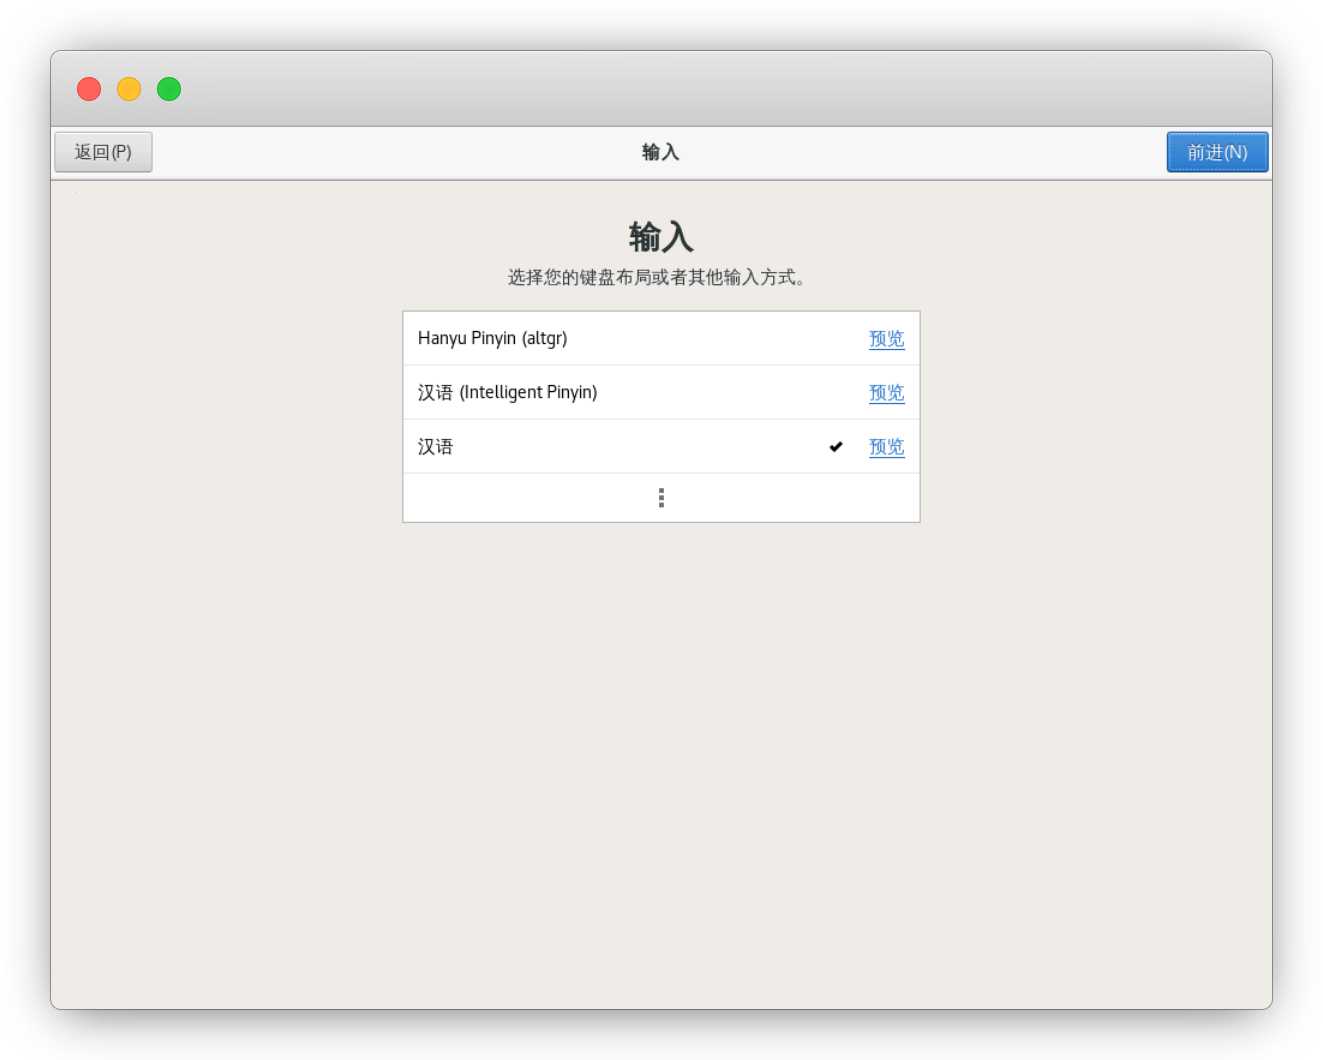 返回(P)
输入
前进(N)
输入
选择您的键盘布局或者其他输入方式。
Hanyu Pinyin (altgr)
预览
汉语 (Intelligent Pinyin)
预览
汉语
预览